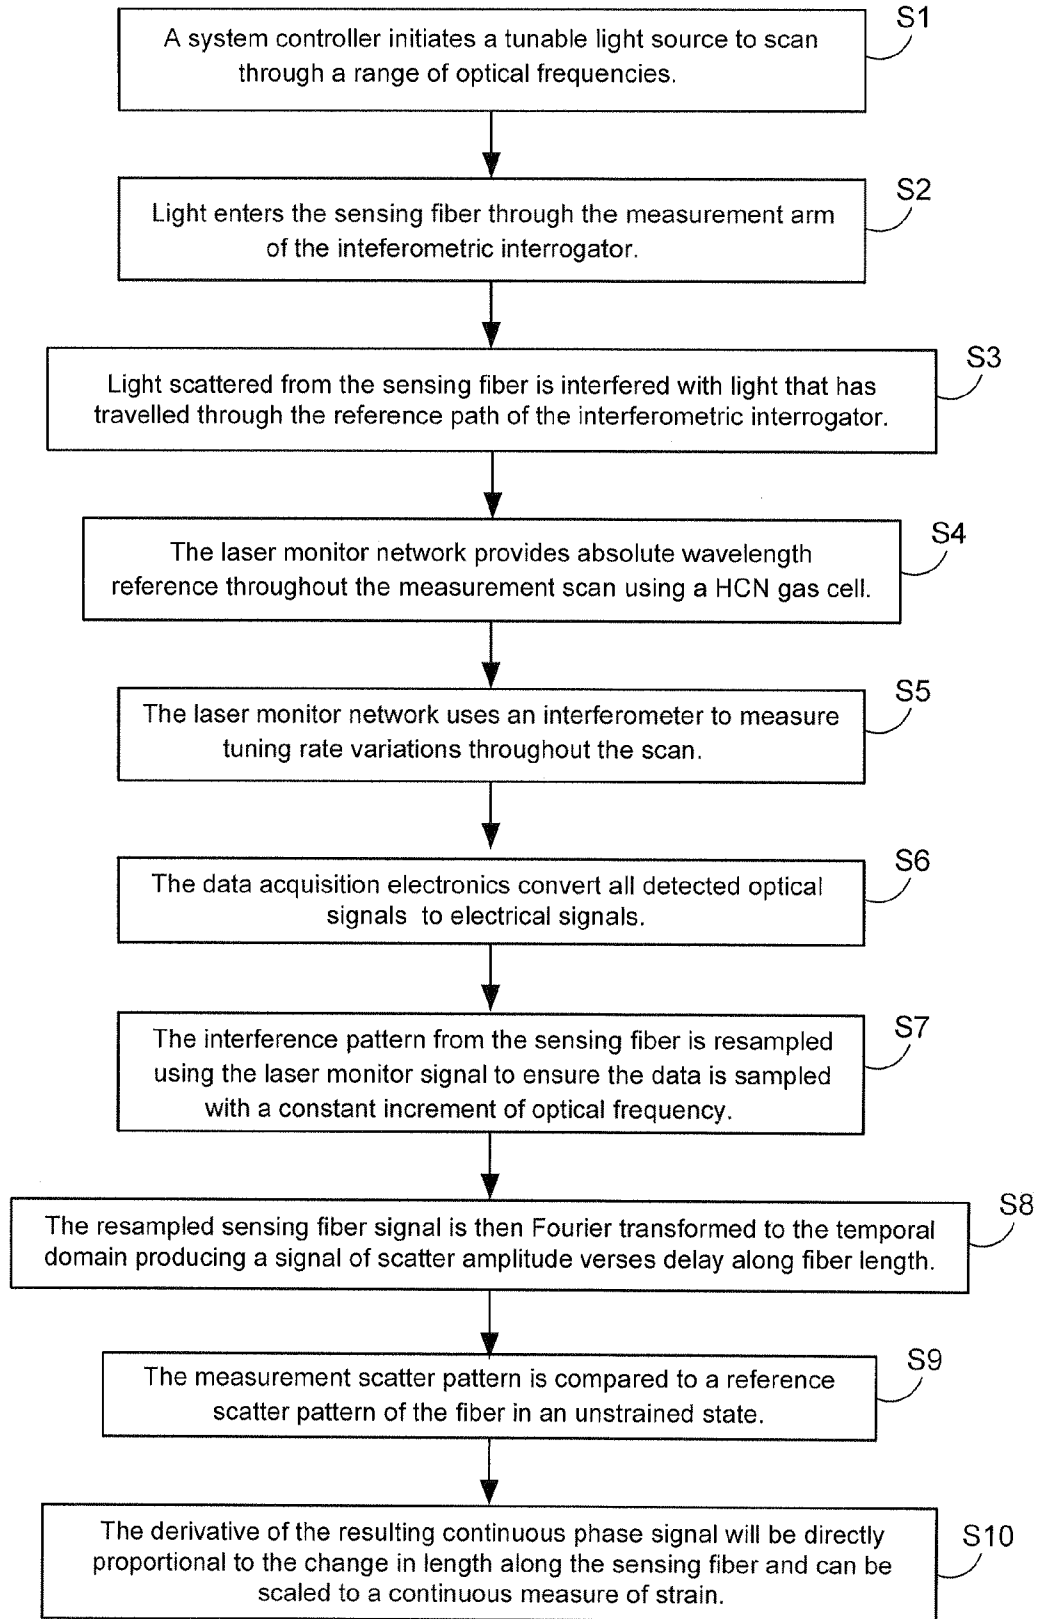 S1
A system controller initiates a tunable light source to scan
through a range of optical frequencies.
S2
Light enters the sensing fiber through the measurement arm
of the inteferometric interrogator.
S3
Light scattered from the sensing fiber is interfered with light that has
travelled through the reference path of the interferometric interrogator.
S4
The laser monitor network provides absolute wavelength
reference throughout the measurement scan using a HCN gas cell.
S5
The laser monitor network uses an interferometer to measure
tuning rate variations throughout the scan.
S6
The data acquisition electronics convert all detected optical
signals to electrical signals.
S7
The interference pattern from the sensing fiber is resampled
using the laser monitor signal to ensure the data is sampled
with a constant increment of optical frequency.
S8
The resampled sensing fiber signal is then Fourier transformed to the temporal
domain producing a signal of scatter amplitude verses delay along fiber length.
S9
The measurement scatter pattern is compared to a reference
scatter pattern of the fiber in an unstrained state.
S10
The derivative of the resulting continuous phase signal will be directly
proportional to the change in length along the sensing fiber and can be
scaled to a continuous measure of strain.